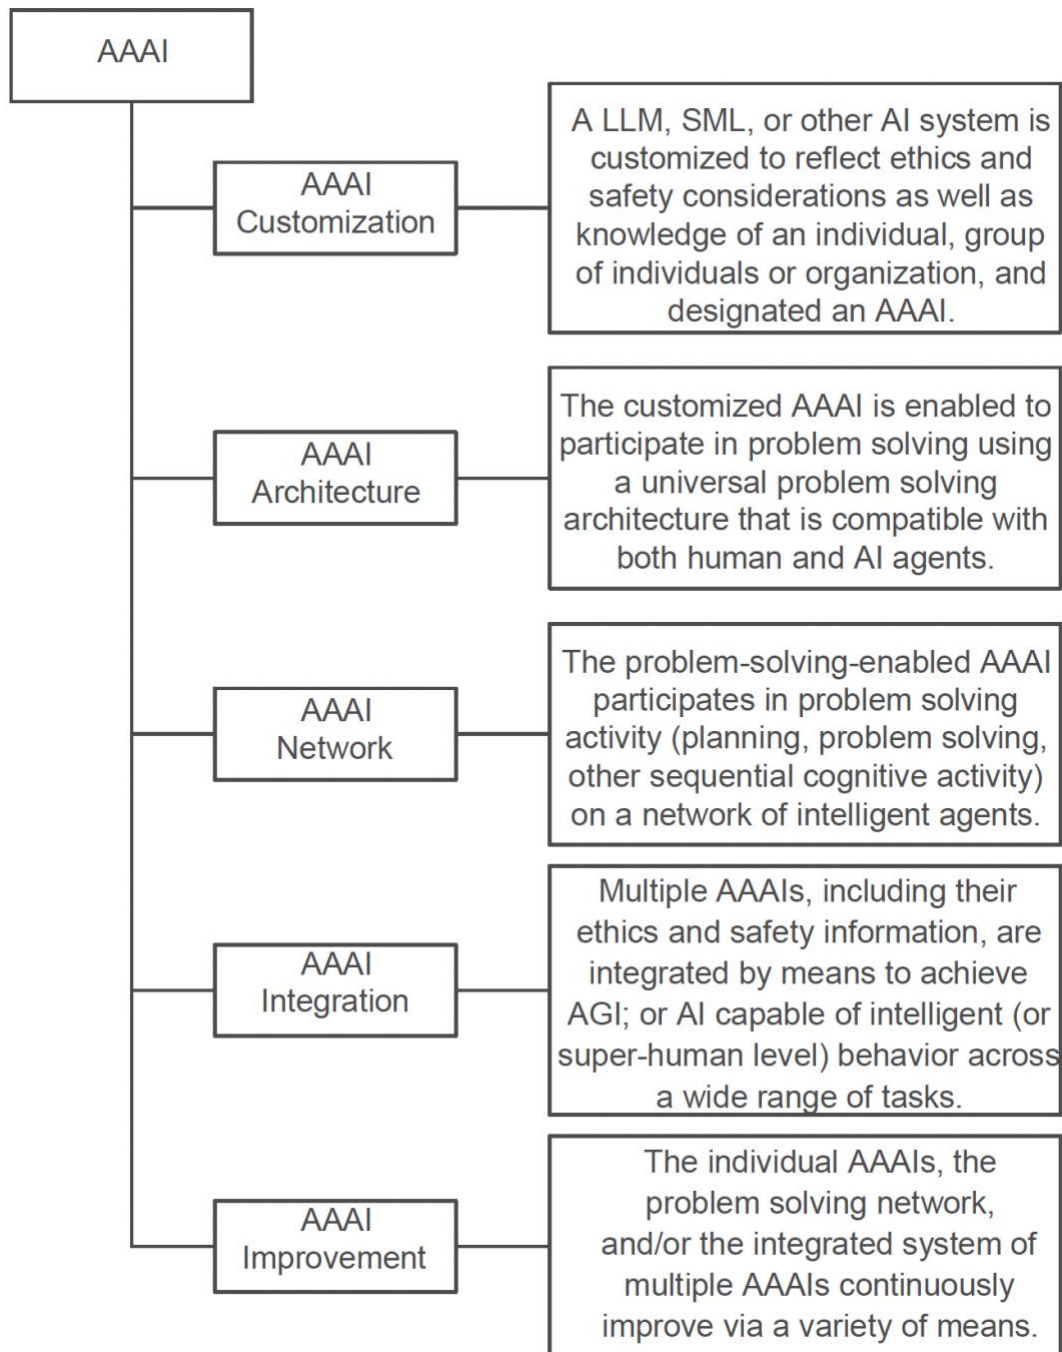 AAAI
AAAI
Customization
A LLM, SML, or other AI system is
customized to reflect ethics and
safety considerations as well as
knowledge of an individual, group
of individuals or organization, and
designated an AAAI.
AAAI
Architecture
The customized AAAI is enabled to
participate in problem solving using
a universal problem solving
architecture that is compatible with
both human and AI agents.
AAAI
Network
The problem-solving-enabled AAAI
participates in problem solving
activity (planning, problem solving,
other sequential cognitive activity)
on a network of intelligent agents.
AAAI
Integration
Multiple AAAIs, including their
ethics and safety information, are
integrated by means to achieve
AGI; or AI capable of intelligent (or
super-human level) behavior across
a wide range of tasks.
AAAI
Improvement
The individual AAAIs, the
problem solving network,
and/or the integrated system of
multiple AAAIs continuously
improve via a variety of means.